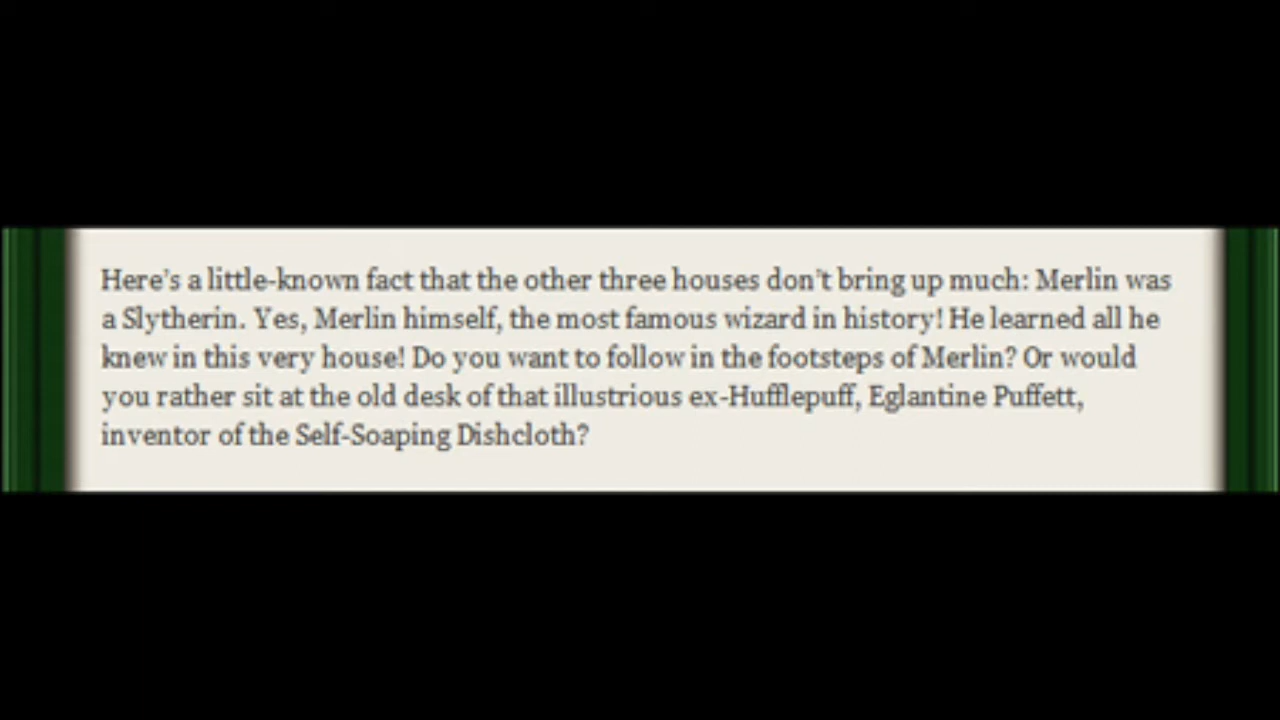 Here’s a little-known fact that the other three houses don’t bring up much: Merlin was
a Slytherin. Yes, Merlin himself, the most famous wizard in history! He learned all he
knew in this very house! Do you want to follow in the footsteps of Merlin? Or would
you rather sit at the old desk of that illustrious ex-Hufflepuff, Eglantine Puffett,
inventor of the Self-Soaping Dishcloth?